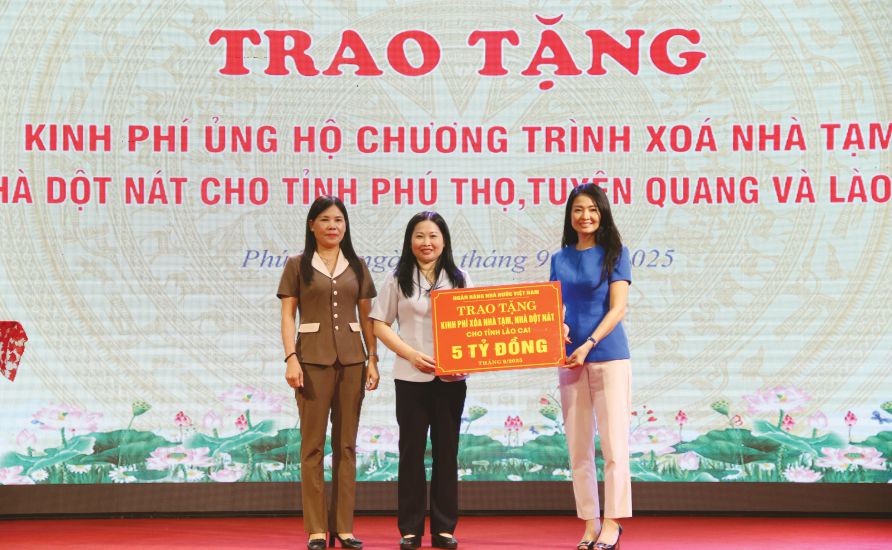 TRAO TẶNG
KINH PHÍ ỦNG HỘ CHƯƠNG TRÌNH XOÁ NHÀ TẠM
HÀ DỘT NÁT CHO TỈNH PHÚ THỌ, TUYÊN QUANG VÀ LÀO
Phú ngà tháng 9 2025
NGÂN HÀNG NHÀ NƯỚC VIỆT NAM
TRAO TẶNG
KINH PHÍ XÓA NHÀ TẠM, NHÀ DỘT NÁT
CHO TỈNH LÀO CAI
5 TỶ ĐỒNG
THÁNG 9/2025